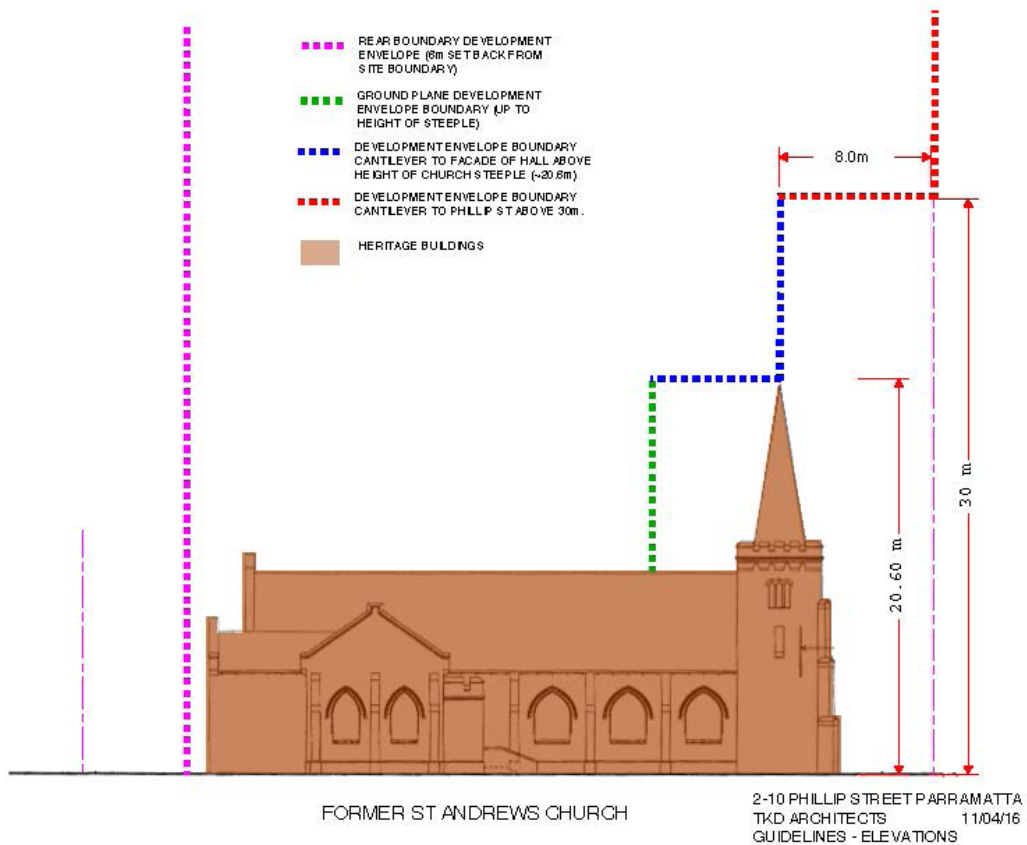 REAR BOUNDARY DEVELOPMENT
ENVELOPE (6m SET BACK FROM
SITE BOUNDARY)
GROUND PLANE DEVELOPMENT
ENVELOPE BOUNDARY (UP TO
HEIGHT OF STEEPLE)
DEVELOPMENT ENVELOPE BOUNDARY
CANTILEVER TO FACADE OF HALL ABOVE
HEIGHT OF CHURCH STEEPLE (~20.6m)
DEVELOPMENT ENVELOPE BOUNDARY
CANTILEVER TO PHILLIP ST ABOVE 30m.
HERITAGE BUILDINGS
8.0m
30 m
20.60 m
FORMER ST ANDREWS CHURCH
2-10 PHILLIP STREET PARRAMATTA
TKD ARCHITECTS 11/04/16
GUIDELINES - ELEVATIONS